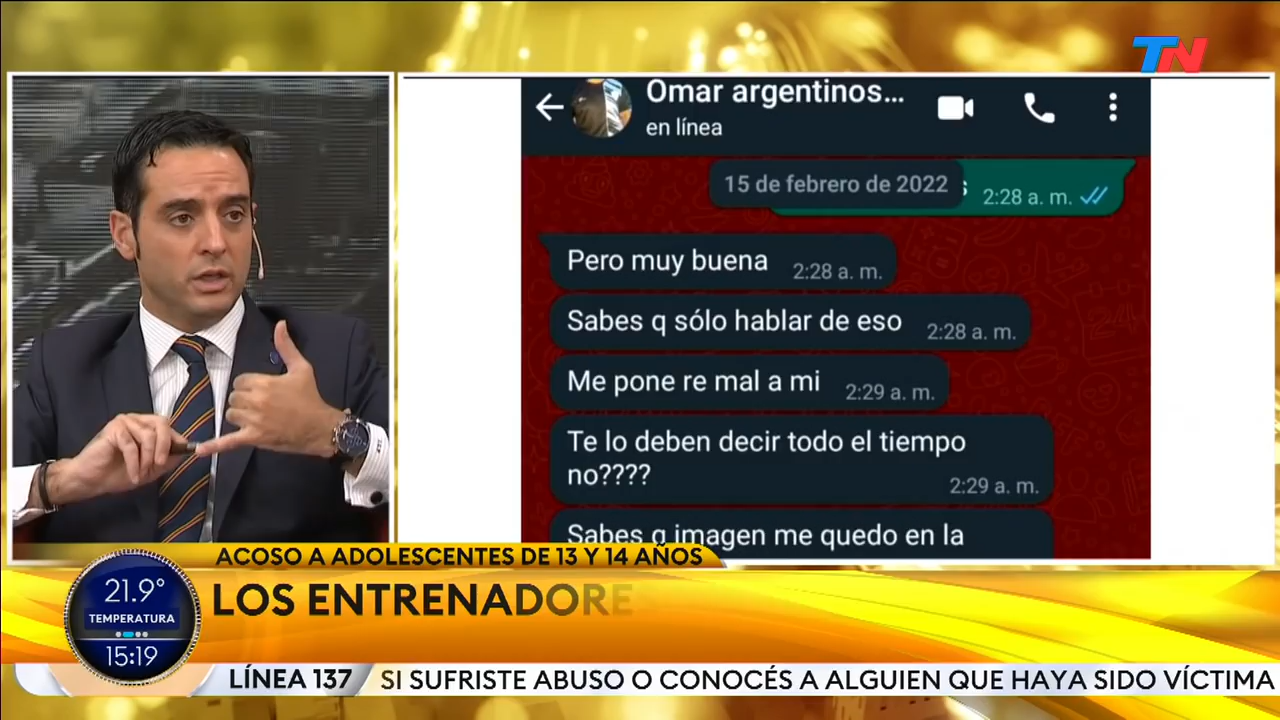 TN
Omar argentinos...
en línea
15 de febrero de 2022
s 2:28 a. m.
Pero muy buena 2:28 a. m.
Sabes q sólo hablar de eso 2:28 a. m.
Me pone re mal a mi 2:29 a. m.
Te lo deben decir todo el tiempo
no????
2:29 a. m.
Sabes q imagen me quedo en la
ACOSO A ADOLESCENTES DE 13 Y 14 AÑOS
LOS ENTRENADORE
21.9°
TEMPERATURA
15:19
LÍNEA 137 SI SUFRISTE ABUSO O CONOCÉS A ALGUIEN QUE HAYA SIDO VÍCTIMA